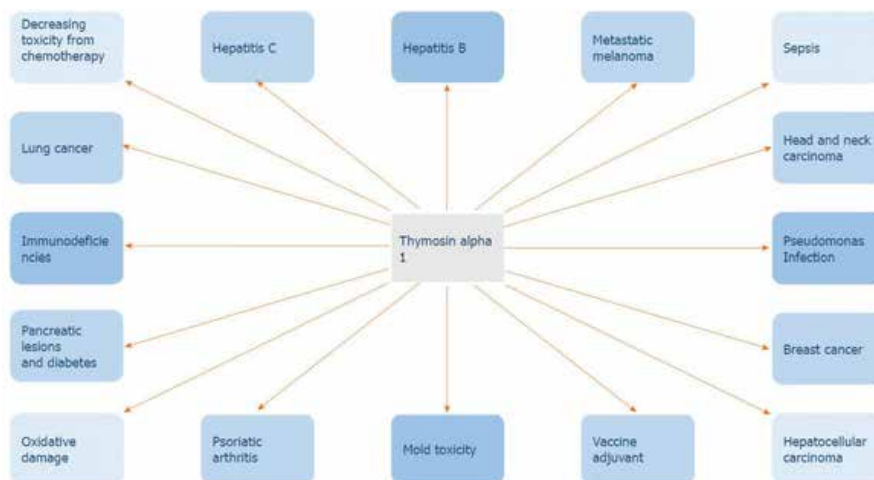 Decreasing
toxicity from
chemotherapy
Hepatitis C
Hepatitis B
Metastatic
melanoma
Sepsis
Lung cancer
Head and neck
carcinoma
Immunodeficie
ncies
Thymosin alpha
1
Pseudomonas
Infection
Pancreatic
lesions
and diabetes
Breast cancer
Oxidative
damage
Psoriatic
arthritis
Mold toxicity
Vaccine
adjuvant
Hepatocellular
carcinoma